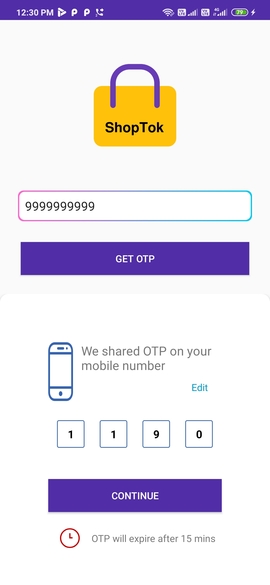 12:30 PM
ShopTok
9999999999
GET OTP
We shared OTP on your
mobile number
Edit
1 1 9 0
CONTINUE
OTP will expire after 15 mins